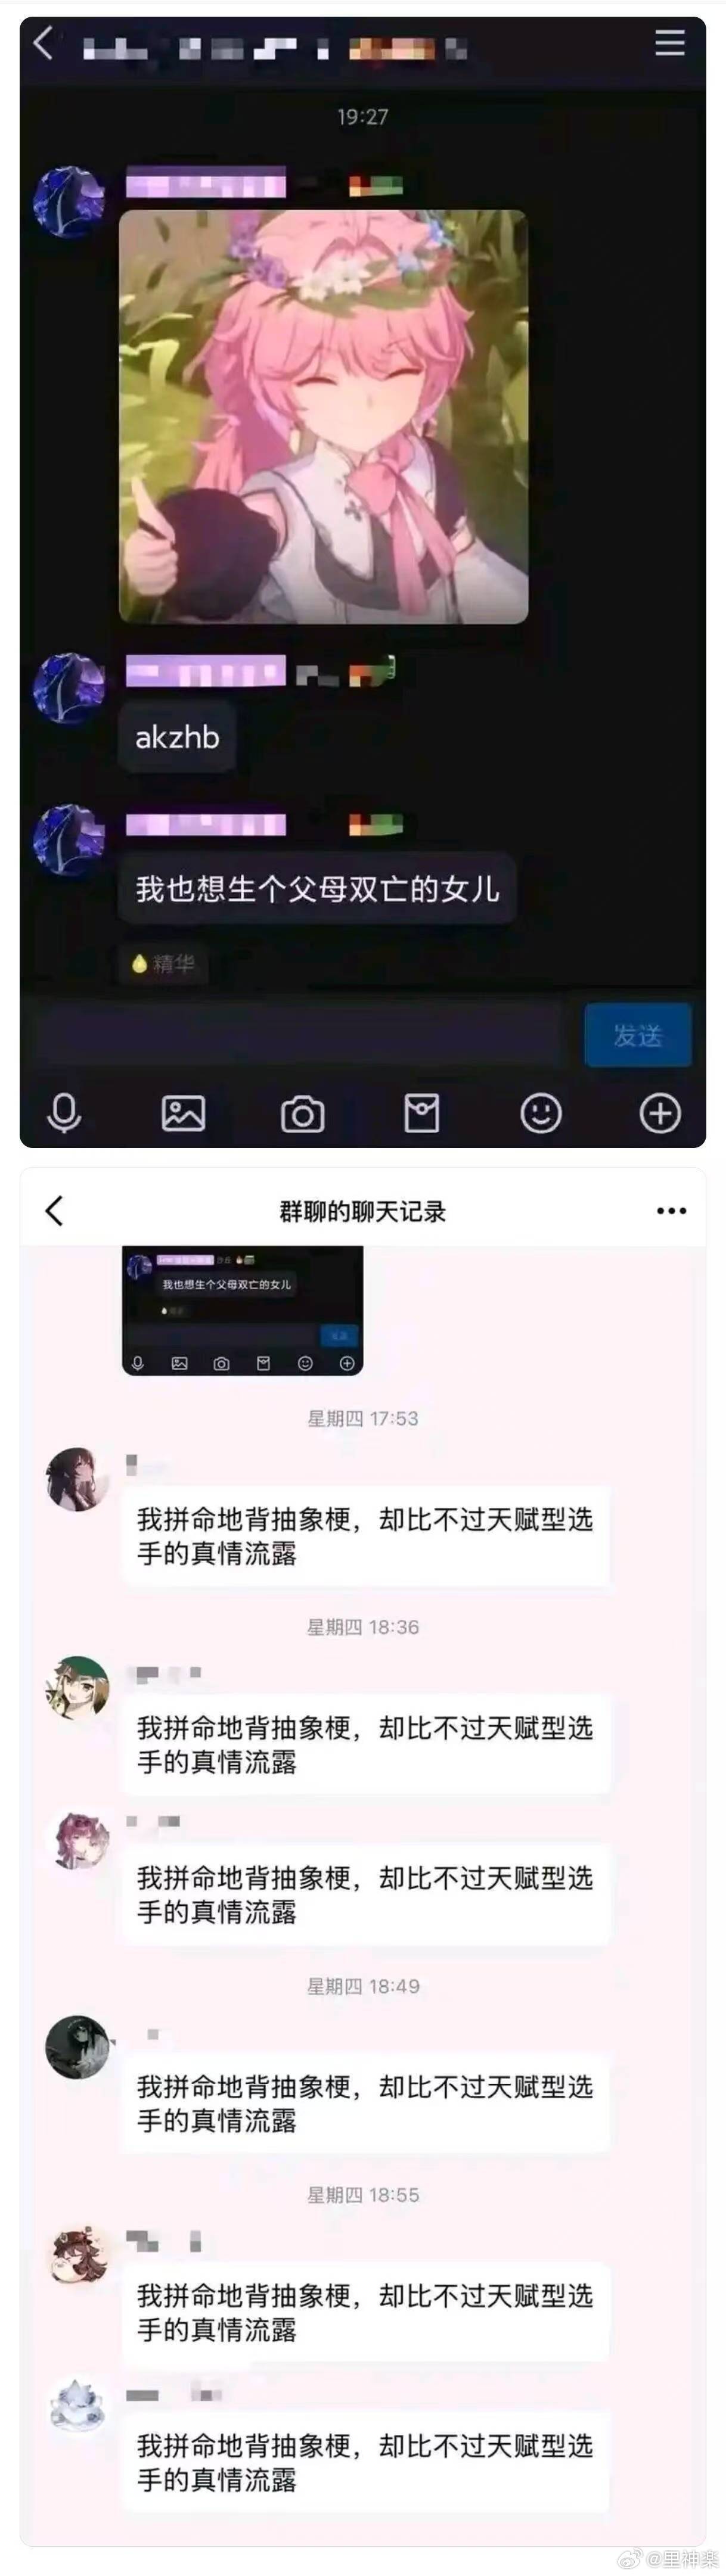 19:27
akzhb
我也想生个父母双亡的女儿
精华
发送
群聊的聊天记录
我也想生个父母双亡的女儿
星期四 17:53
我拼命地背抽象梗，却比不过天赋型选
手的真情流露
星期四 18:36
我拼命地背抽象梗，却比不过天赋型选
手的真情流露
我拼命地背抽象梗，却比不过天赋型选
手的真情流露
星期四 18:49
我拼命地背抽象梗，却比不过天赋型选
手的真情流露
星期四 18:55
我拼命地背抽象梗，却比不过天赋型选
手的真情流露
我拼命地背抽象梗，却比不过天赋型选
手的真情流露
@里神楽